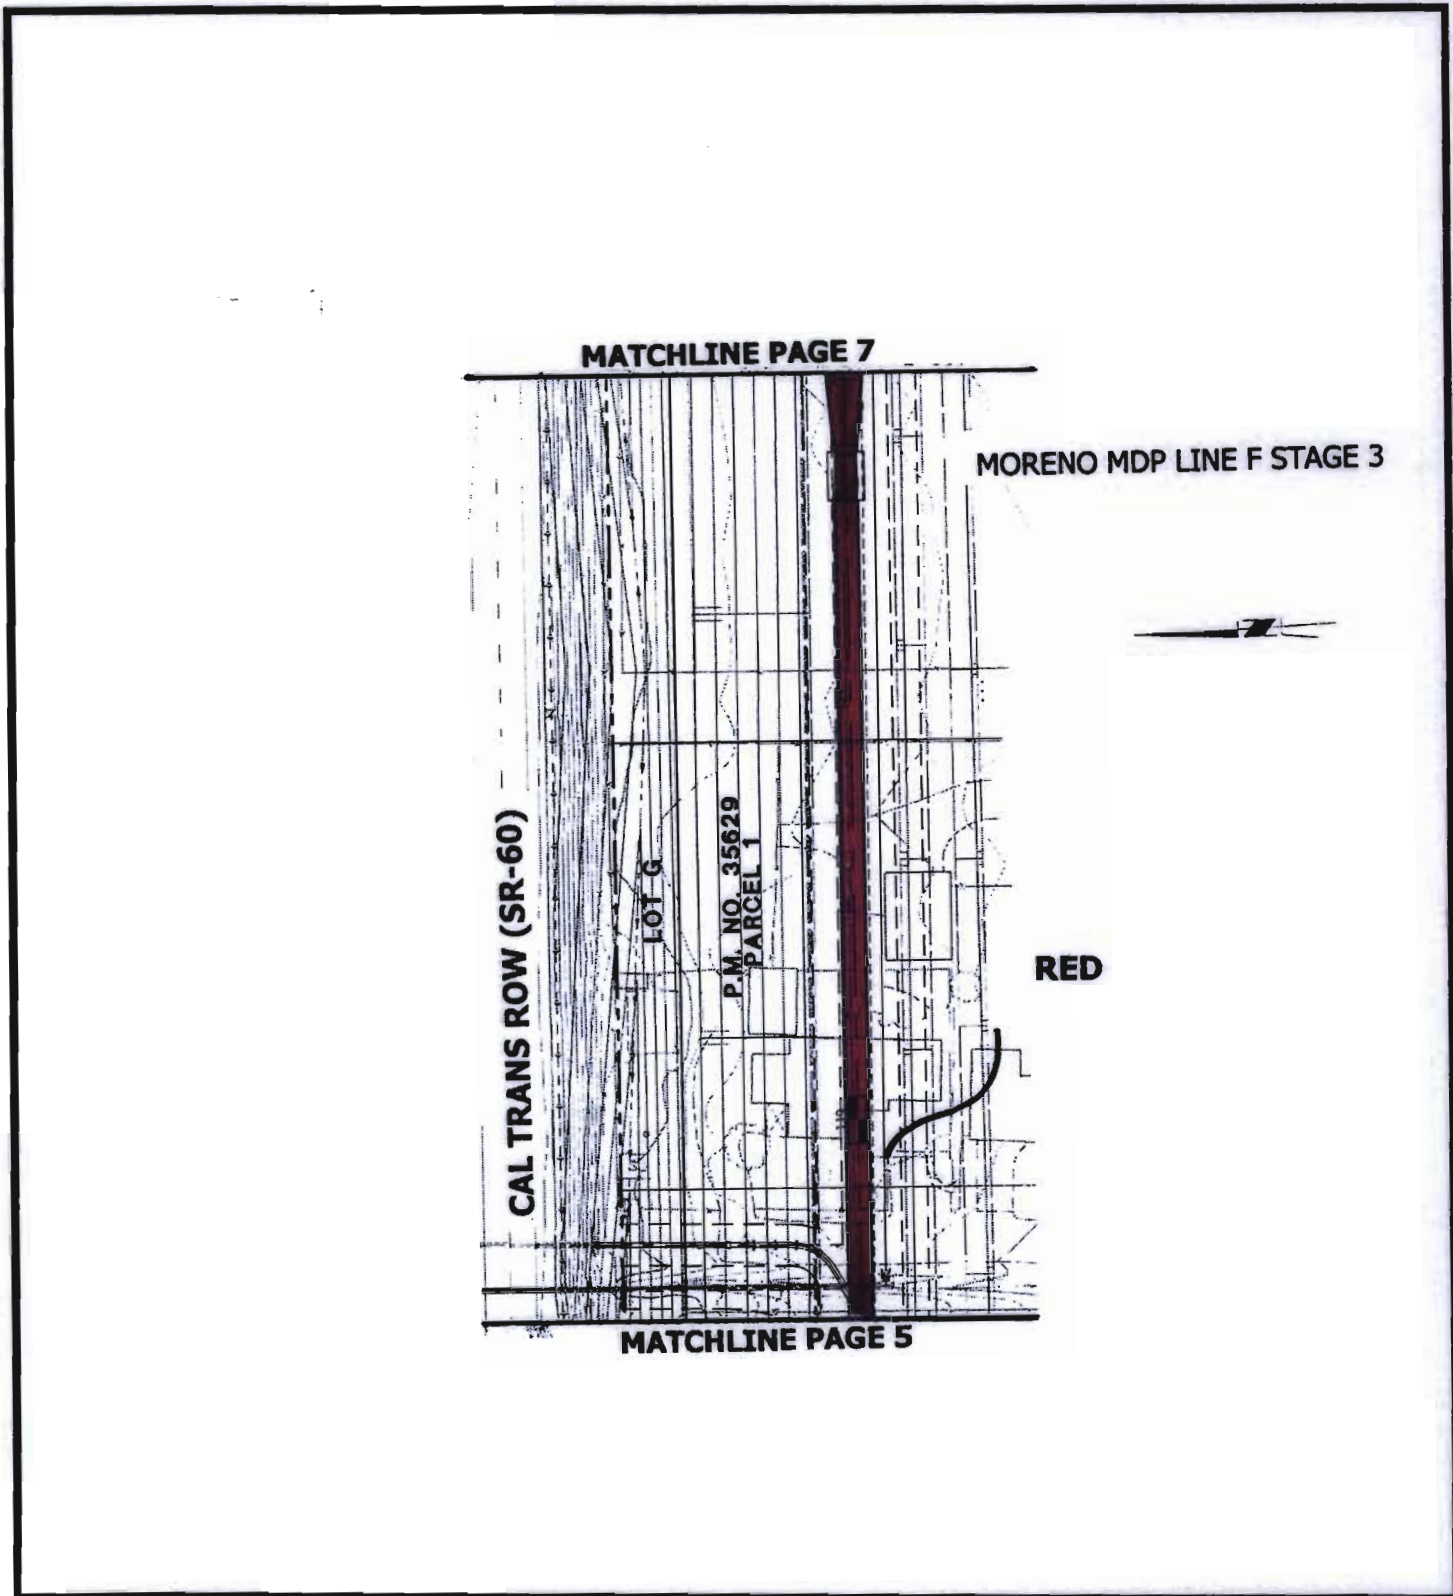 MATCHLINE PAGE 7
MORENO MDP LINE F STAGE 3
CAL TRANS ROW (SR-60)
LOT G
P.M. NO. 35629
PARCEL 1
RED
MATCHLINE PAGE 5